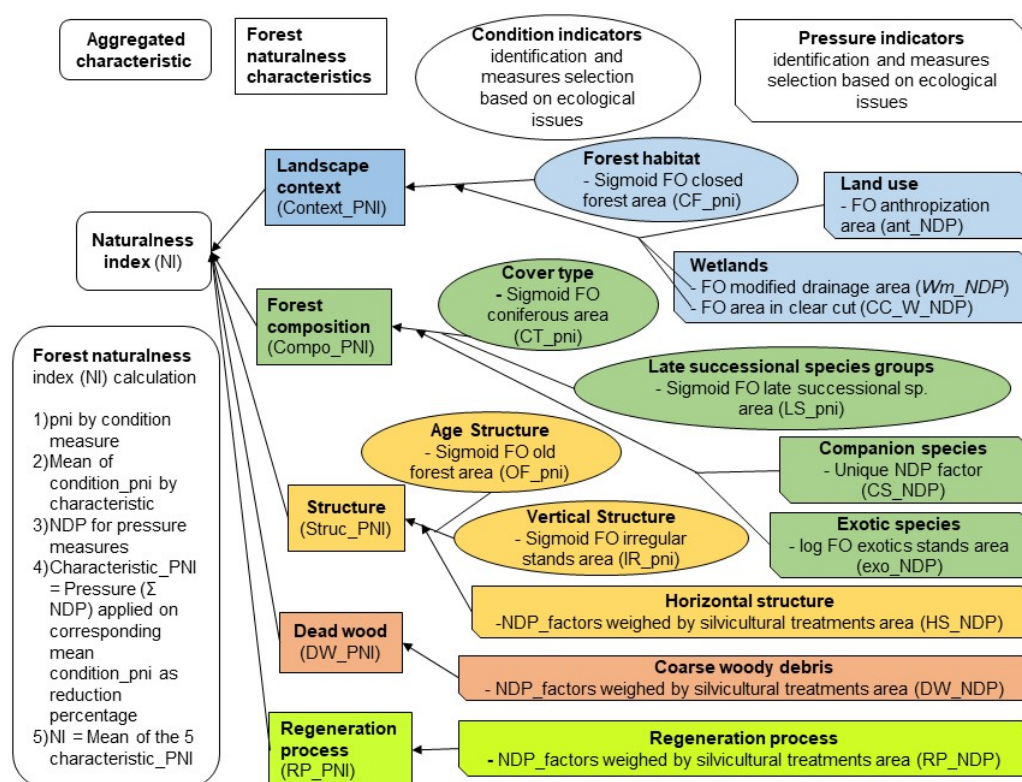 Aggregated
characteristic
Forest
naturalness
characteristics
Condition indicators
identification and
measures selection
based on ecological
issues
Pressure indicators
identification and measures
selection based on ecological
issues
Landscape
context
(Context_PNI)
Forest habitat
- Sigmoid FO closed
forest area (CF_pni)
Land use
- FO anthropization
area (ant_NDP)
Wetlands
- FO modified drainage area (Wm_NDP)
- FO area in clear cut (CC_W_NDP)
Naturalness
index (NI)
Forest
composition
(Compo_PNI)
Cover type
- Sigmoid FO
coniferous area
(CT_pni)
Late successional species groups
- Sigmoid FO late successional sp.
area (LS_pni)
Companion species
- Unique NDP factor
(CS_NDP)
Exotic species
- log FO exotics stands area
(exo_NDP)
Age Structure
- Sigmoid FO old
forest area (OF_pni)
Structure
(Struc_PNI)
Vertical Structure
- Sigmoid FO irregular
stands area (IR_pni)
Horizontal structure
-NDP_factors weighed by silvicultural treatments area (HS_NDP)
Dead wood
(DW_PNI)
Coarse woody debris
- NDP_factors weighed by silvicultural treatments area (DW_NDP)
Regeneration
process
(RP_PNI)
Regeneration process
- NDP_factors weighed by silvicultural treatments area (RP_NDP)
Forest naturalness
index (NI) calculation
1)pni by condition
measure
2)Mean of
condition_pni by
characteristic
3)NDP for pressure
measures
4)Characteristic_PNI
= Pressure (Σ
NDP) applied on
corresponding
mean
condition_pni as
reduction
percentage
5)NI = Mean of the 5
characteristic_PNI